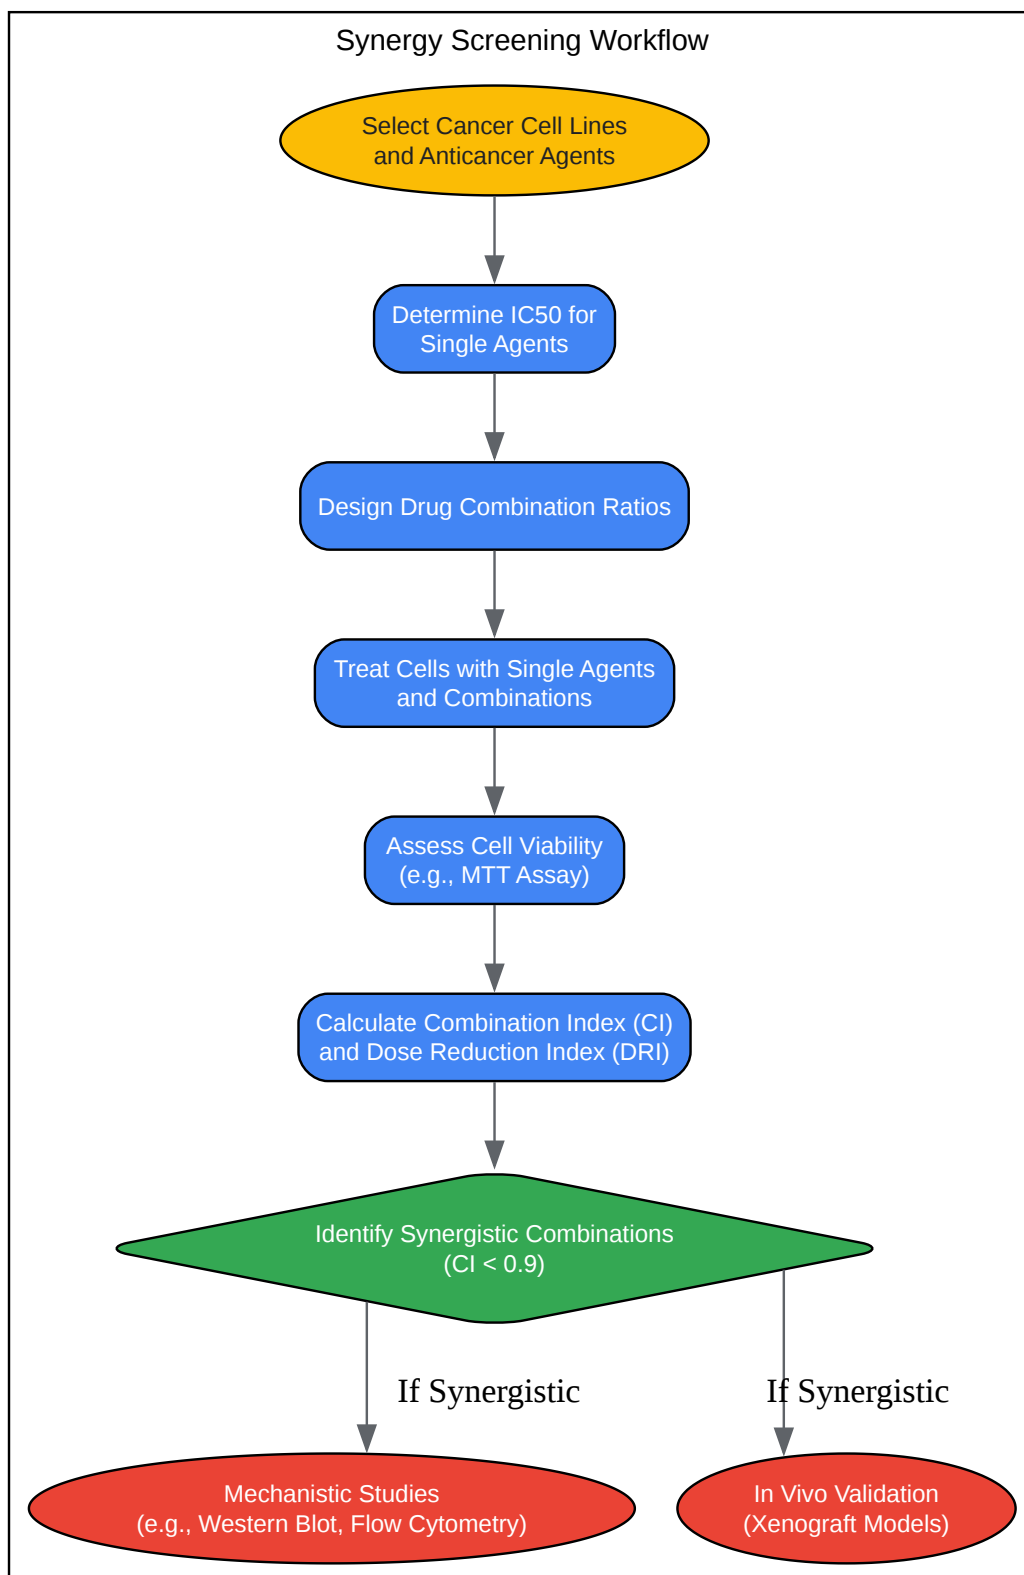 Synergy Screening Workflow
Select Cancer Cell Lines
and Anticancer Agents
Determine IC50 for
Single Agents
Design Drug Combination Ratios
Treat Cells with Single Agents
and Combinations
Assess Cell Viability
(e.g., MTT Assay)
Calculate Combination Index (CI)
and Dose Reduction Index (DRI)
Identify Synergistic Combinations
(CI < 0.9)
If Synergistic
If Synergistic
Mechanistic Studies
(e.g., Western Blot, Flow Cytometry)
In Vivo Validation
(Xenograft Models)